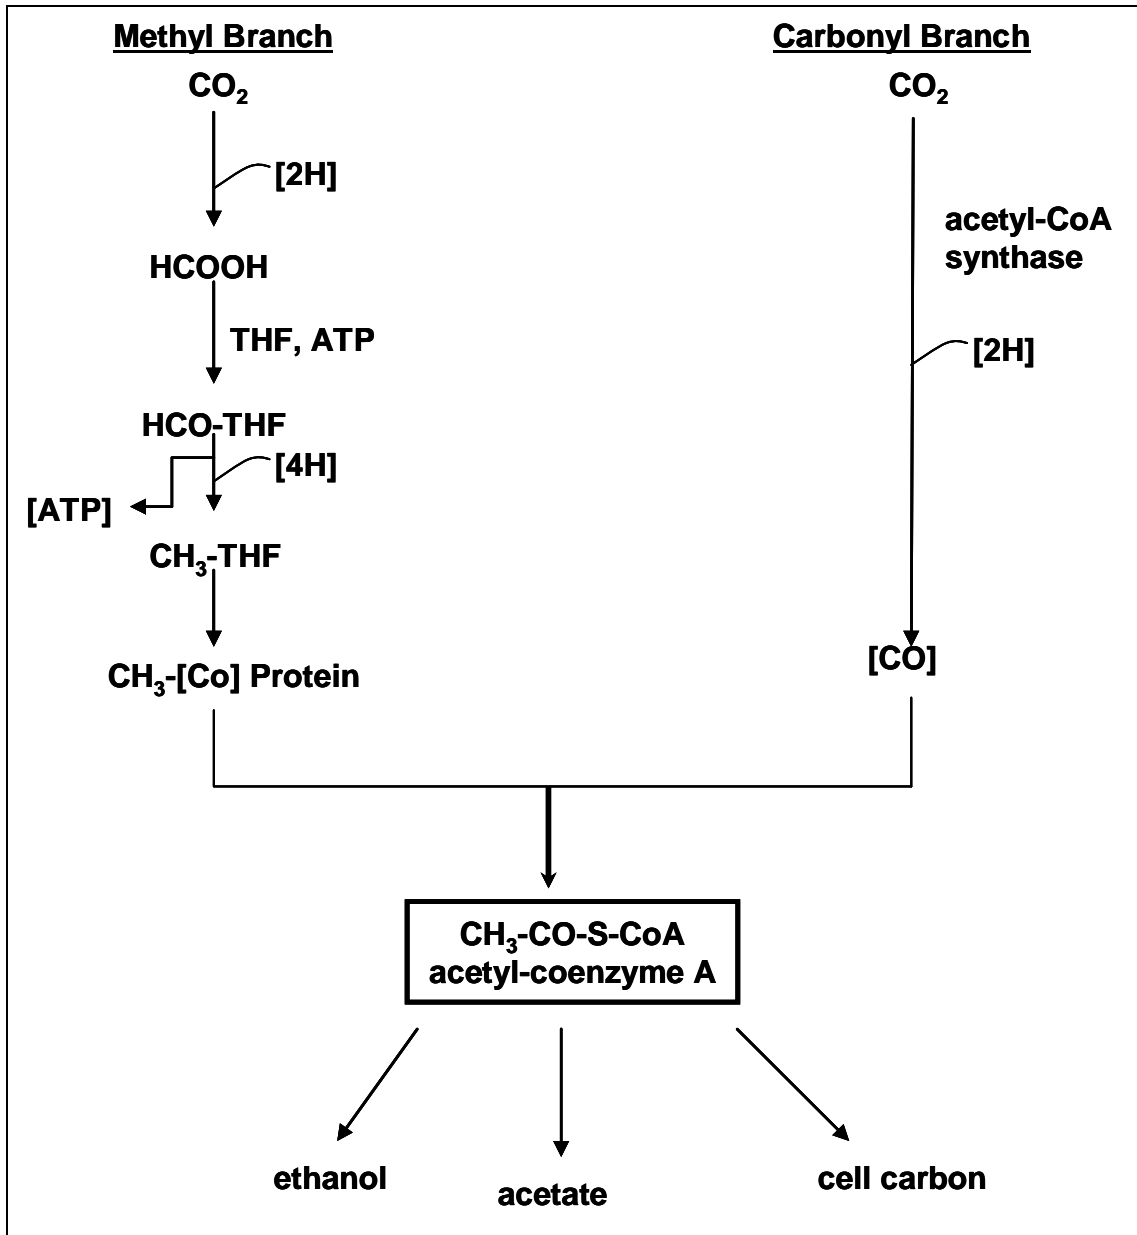 Methyl Branch
CO₂
[2H]
HCOOH
THF, ATP
HCO-THF
[4H]
[ATP]
CH₃-THF
CH₃-[Co] Protein
Carbonyl Branch
CO₂
acetyl-CoA
synthase
[2H]
[CO]
CH₃-CO-S-CoA
acetyl-coenzyme A
ethanol
acetate
cell carbon